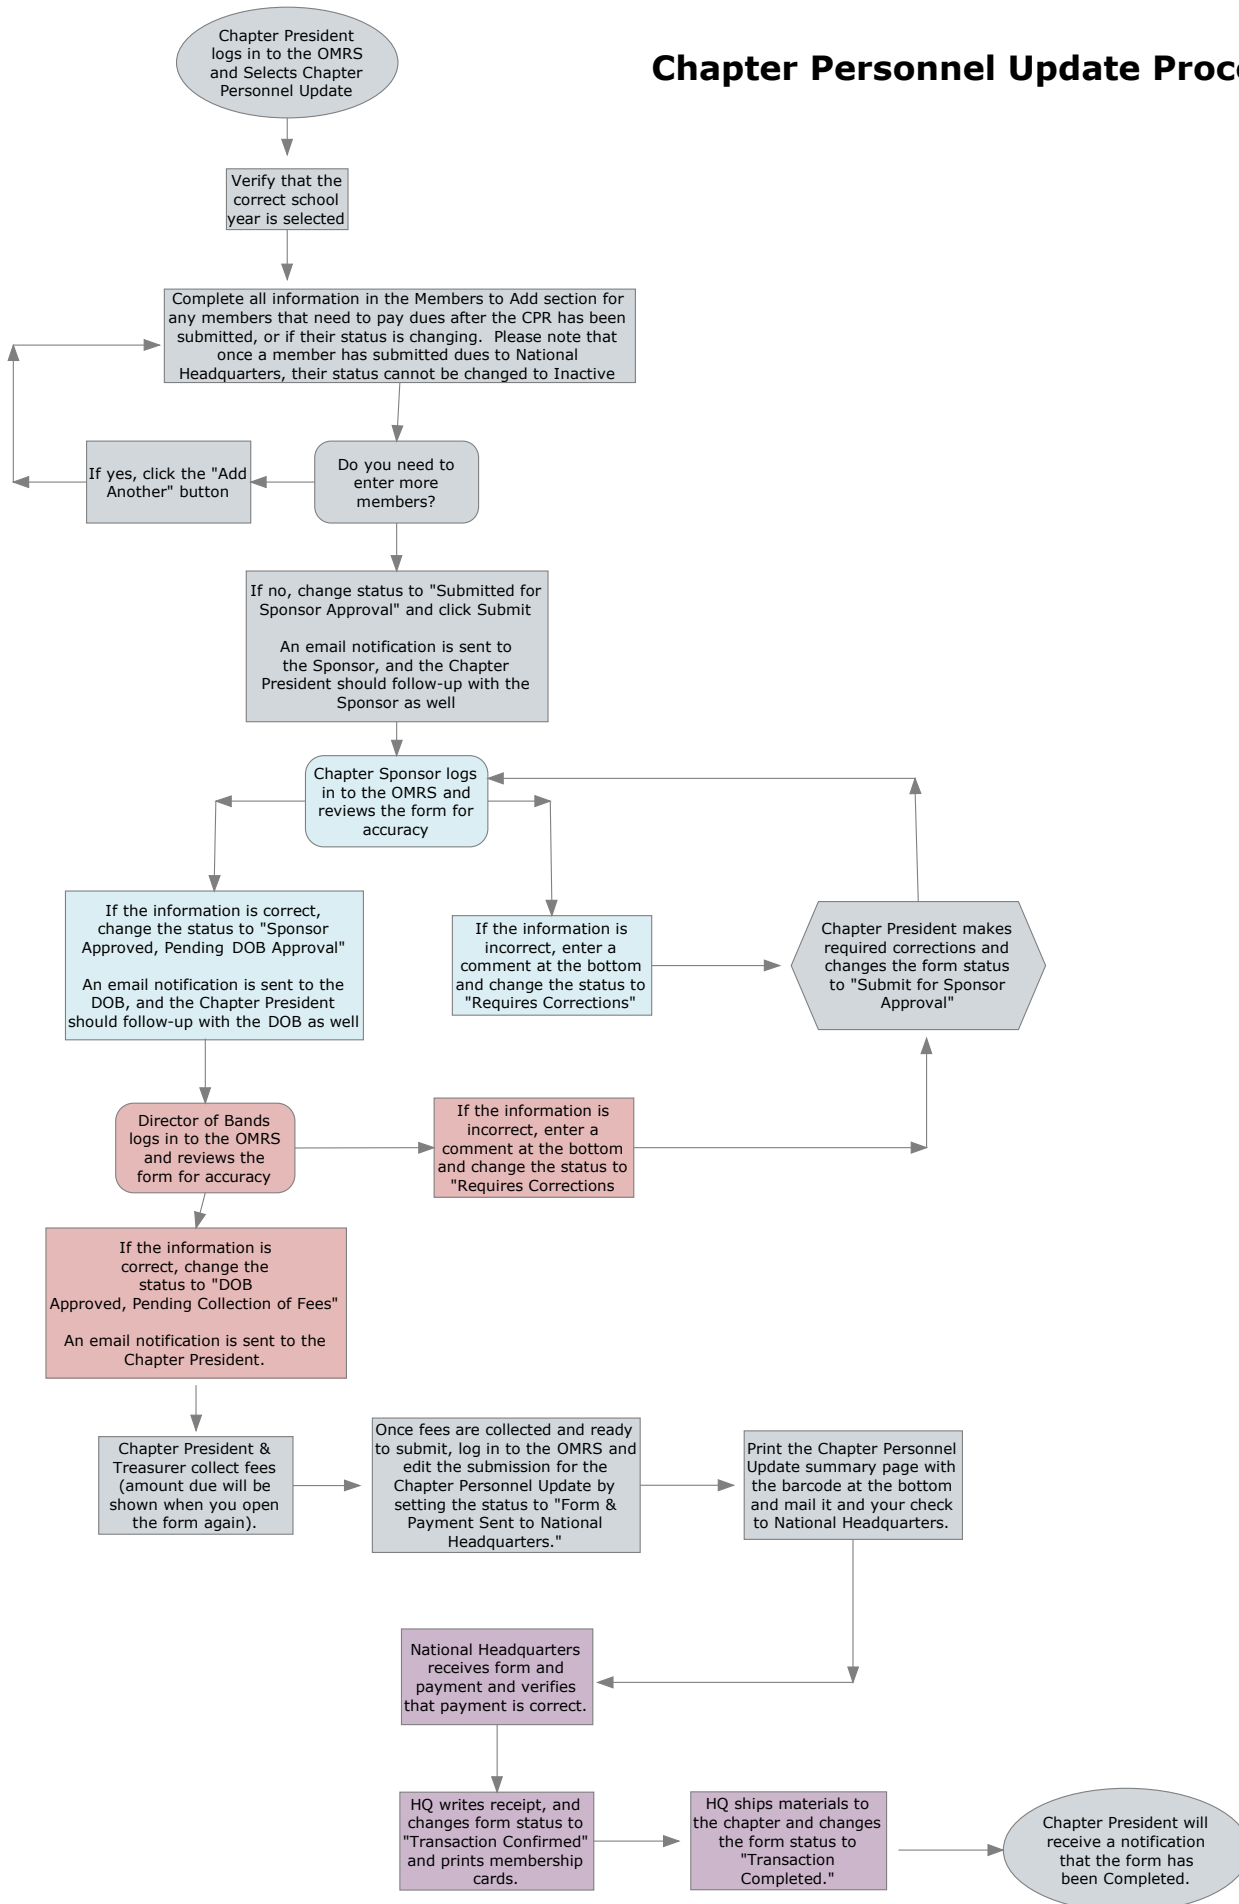 Chapter President
logs in to the OMRS
and Selects Chapter
Personnel Update
Chapter Personnel Update Proce
Verify that the
correct school
year is selected
Complete all information in the Members to Add section for
any members that need to pay dues after the CPR has been
submitted, or if their status is changing.  Please note that
once a member has submitted dues to National
Headquarters, their status cannot be changed to Inactive
If yes, click the "Add
Another" button
Do you need to
enter more
members?
If no, change status to "Submitted for
Sponsor Approval" and click Submit
An email notification is sent to
the Sponsor, and the Chapter
President should follow-up with the
Sponsor as well
Chapter Sponsor logs
in to the OMRS and
reviews the form for
accuracy
If the information is correct,
change the status to "Sponsor
Approved, Pending DOB Approval"
An email notification is sent to the
DOB, and the Chapter President
should follow-up with the DOB as well
If the information is
incorrect, enter a
comment at the bottom
and change the status to
"Requires Corrections"
Chapter President makes
required corrections and
changes the form status
to "Submit for Sponsor
Approval"
Director of Bands
logs in to the OMRS
and reviews the
form for accuracy
If the information is
incorrect, enter a
comment at the bottom
and change the status to
"Requires Corrections
If the information is
correct, change the
status to "DOB
Approved, Pending Collection of Fees"
An email notification is sent to the
Chapter President.
Chapter President &
Treasurer collect fees
(amount due will be
shown when you open
the form again).
Once fees are collected and ready
to submit, log in to the OMRS and
edit the submission for the
Chapter Personnel Update by
setting the status to "Form &
Payment Sent to National
Headquarters."
Print the Chapter Personnel
Update summary page with
the barcode at the bottom
and mail it and your check
to National Headquarters.
National Headquarters
receives form and
payment and verifies
that payment is correct.
HQ writes receipt, and
changes form status to
"Transaction Confirmed"
and prints membership
cards.
HQ ships materials to
the chapter and changes
the form status to
"Transaction
Completed."
Chapter President will
receive a notification
that the form has
been Completed.